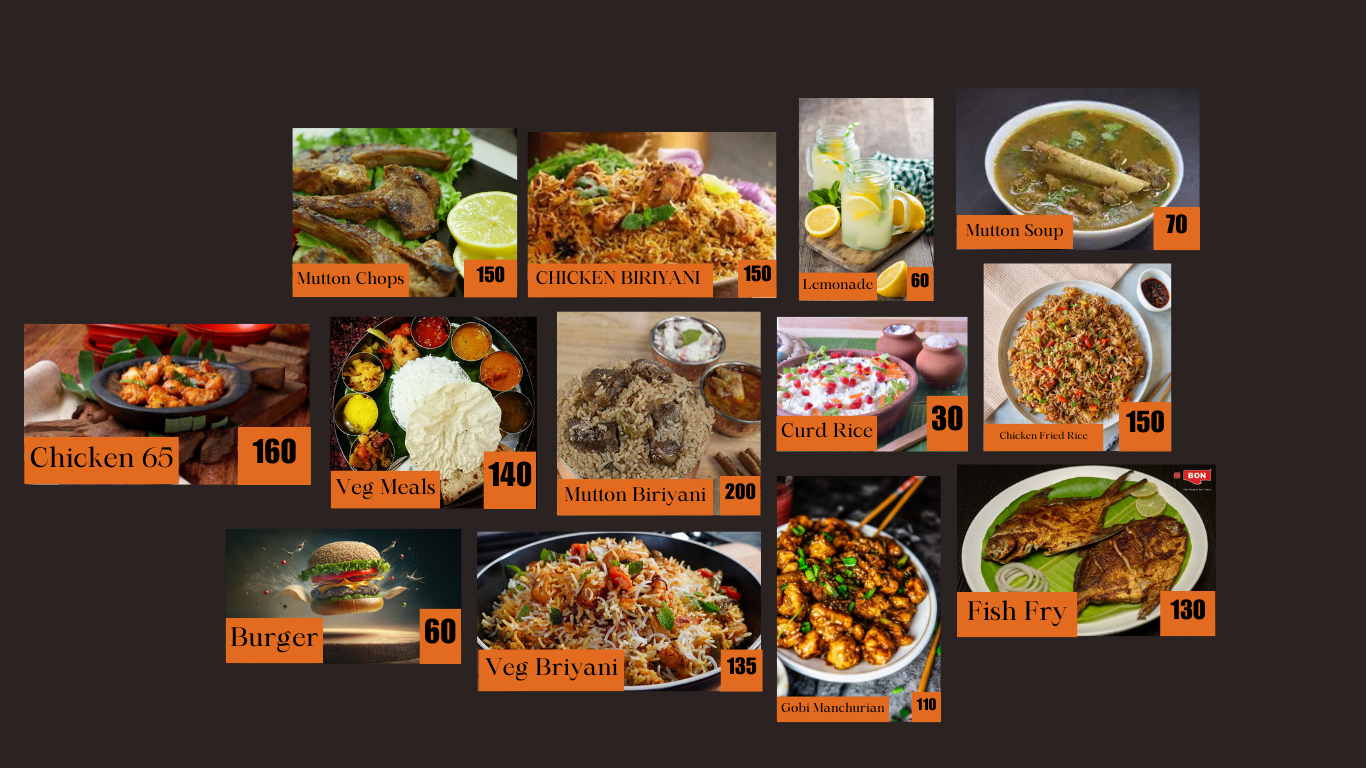 Mutton Chops
150
CHICKEN BIRIYANI
150
Lemonade
60
Mutton Soup
70
Chicken 65
160
Veg Meals
140
Mutton Biriyani
200
Curd Rice
30
Chicken Fried Rice
150
Burger
60
Veg Briyani
135
Gobi Manchurian
110
BON
Fish Fry
130